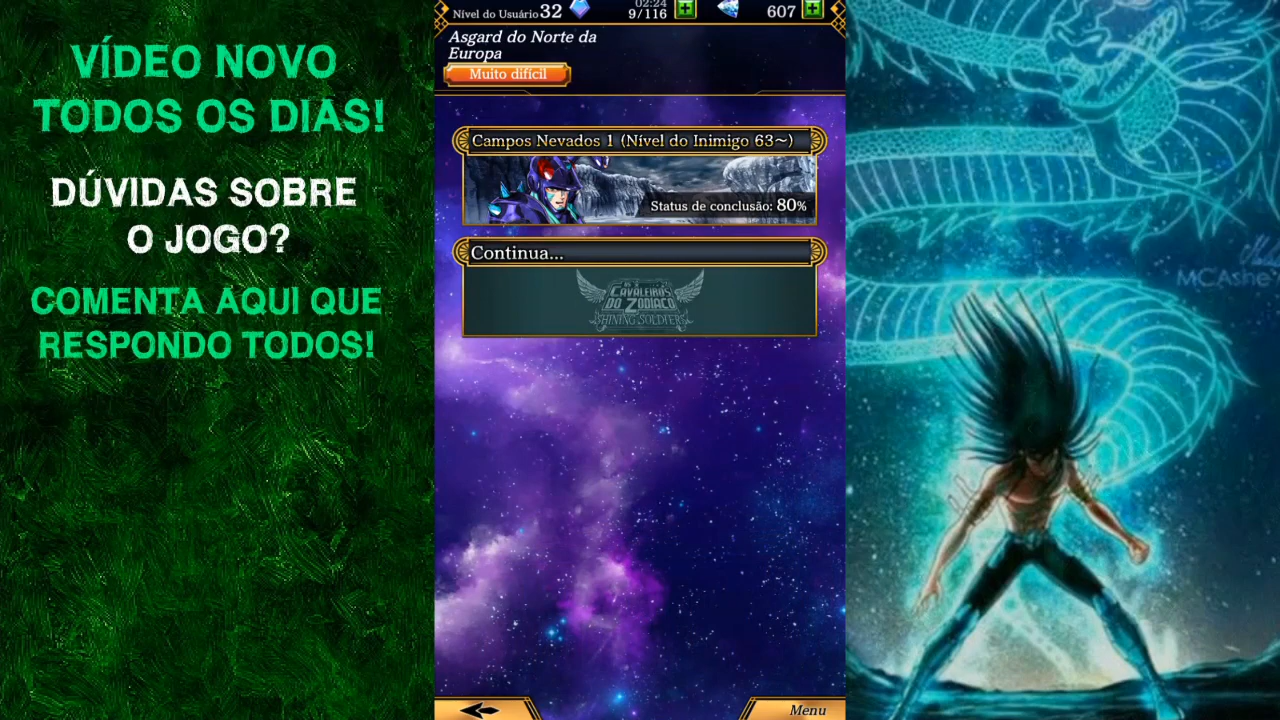 VÍDEO NOVO
TODOS OS DIAS!
DÚVIDAS SOBRE
O JOGO?
COMENTA AQUI QUE
RESPONDO TODOS!
Nível do Usuário 32
02:24
9/116
607
Asgard do Norte da
Europa
Muito difícil
Campos Nevados 1 (Nível do Inimigo 63~)
Status de conclusão: 80%
Continua...
OS CAVALEIROS
DO ZODÍACO
SHINING SOLDIERS
Menu
MCAshe